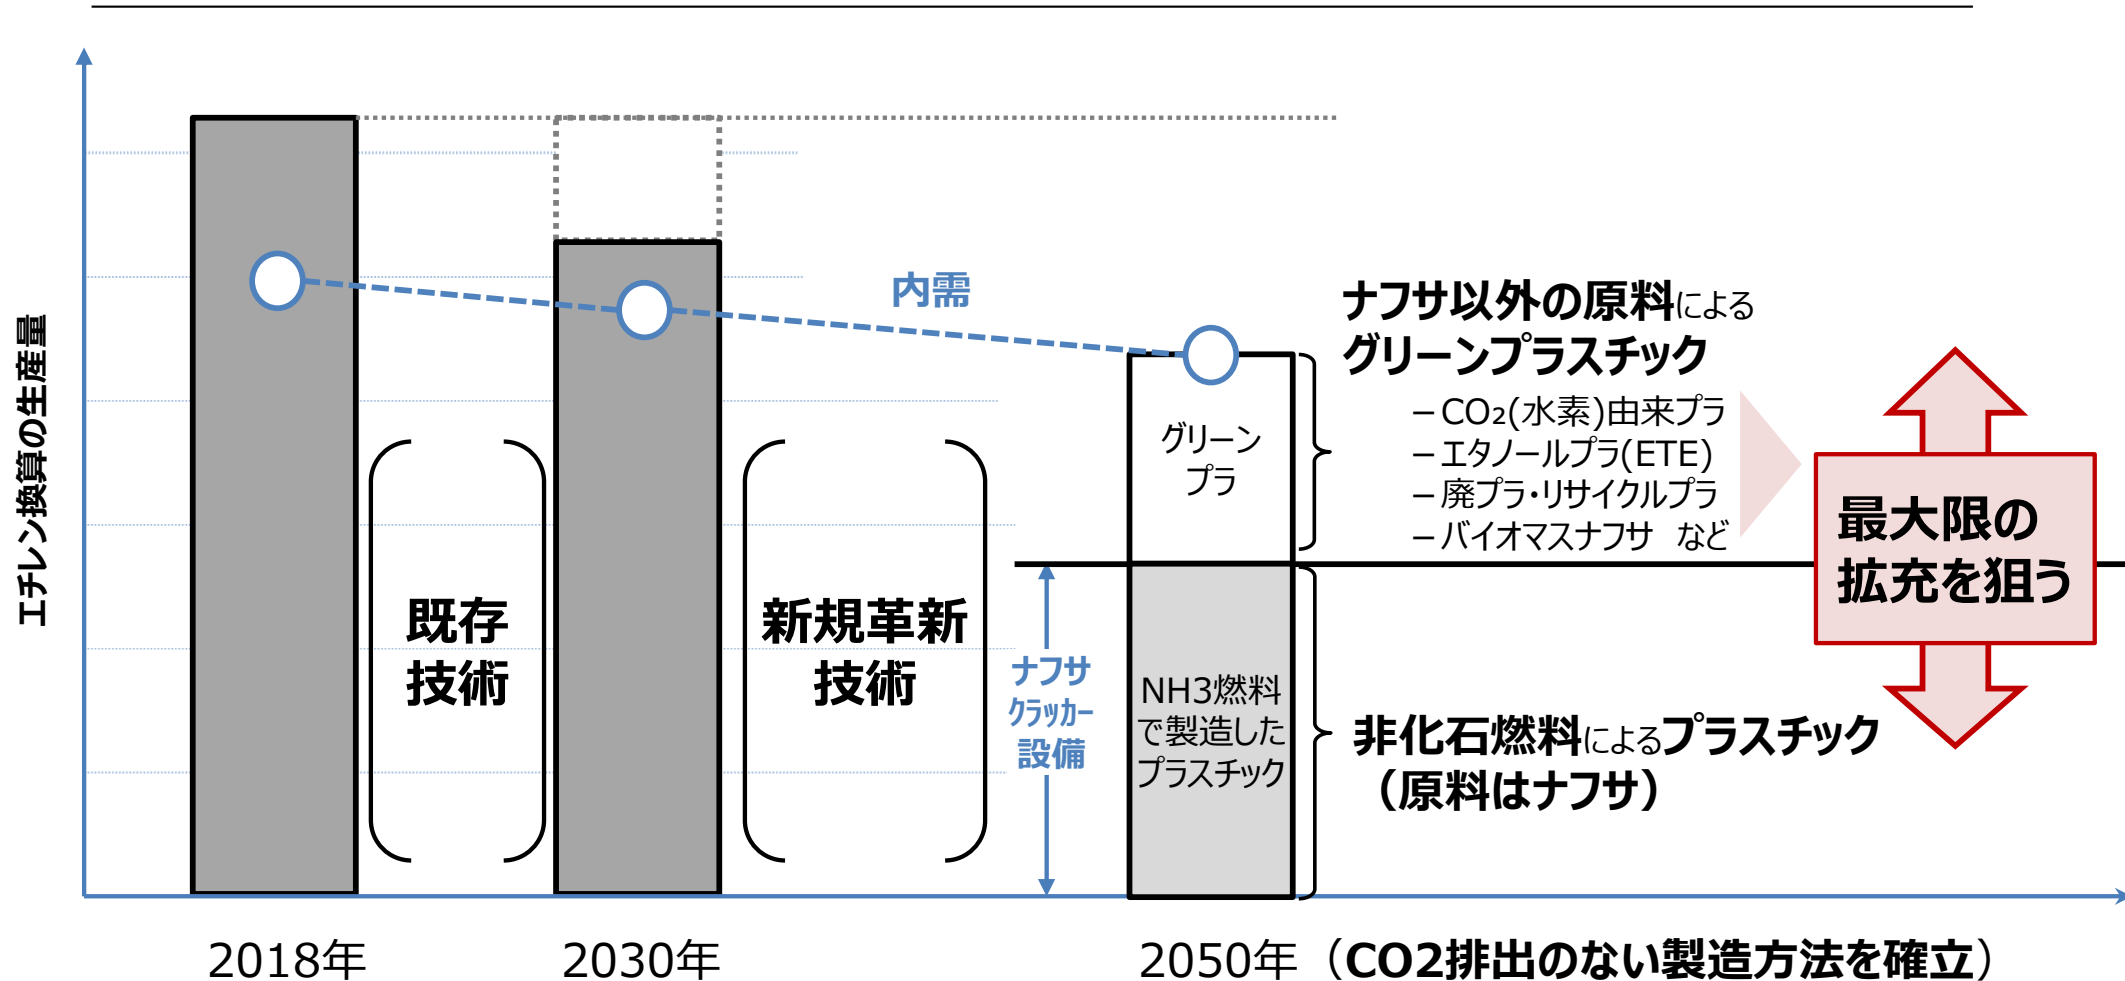 エチレン換算の生産量
内需
既存
技術
新規革新
技術
ナフサ
クラッカー
設備
グリーン
プラ
NH3燃料
で製造した
プラスチック
ナフサ以外の原料による
グリーンプラスチック
－CO₂(水素)由来プラ
－エタノールプラ(ETE)
－廃プラ・リサイクルプラ
－バイオマスナフサ　など
最大限の
拡充を狙う
非化石燃料によるプラスチック
（原料はナフサ）
2018年
2030年
2050年（CO2排出のない製造方法を確立）